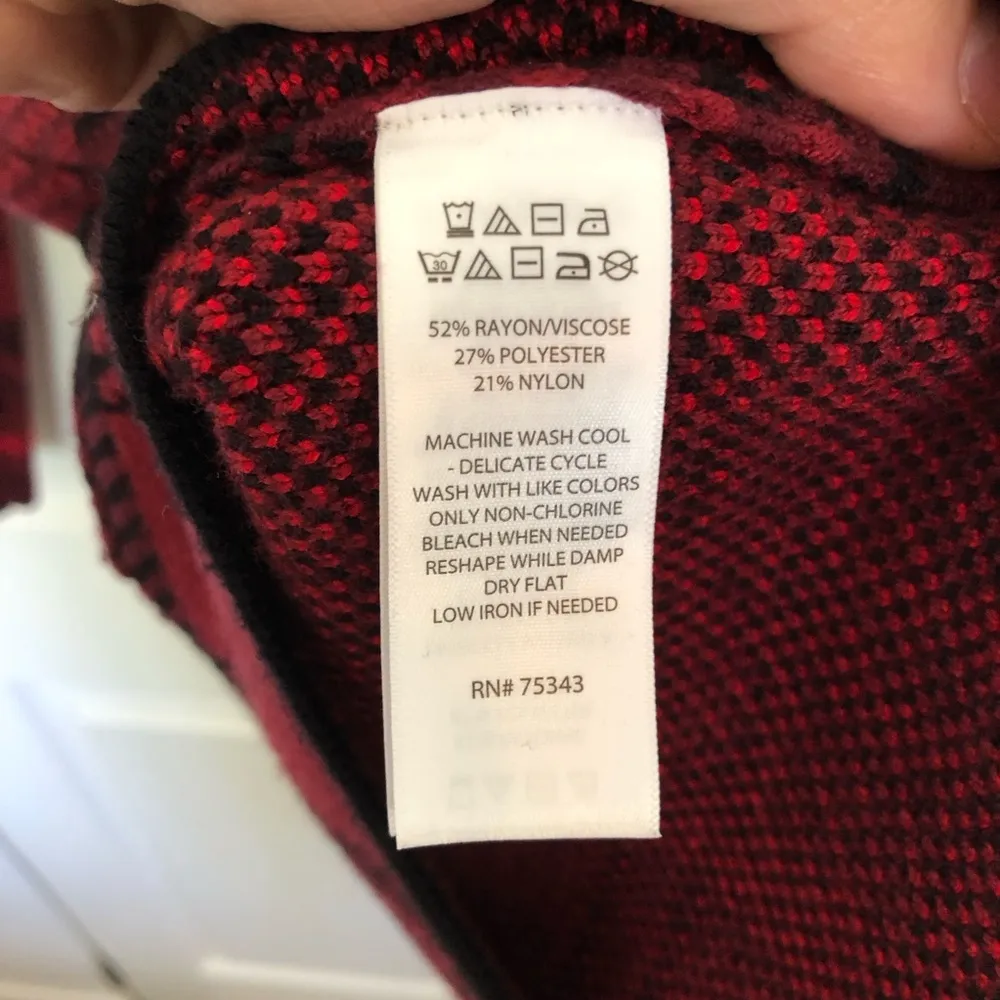 30
52% RAYON/VISCOSE
27% POLYESTER
21% NYLON
MACHINE WASH COOL
- DELICATE CYCLE
WASH WITH LIKE COLORS
ONLY NON-CHLORINE
BLEACH WHEN NEEDED
RESHAPE WHILE DAMP
DRY FLAT
LOW IRON IF NEEDED
RN# 75343